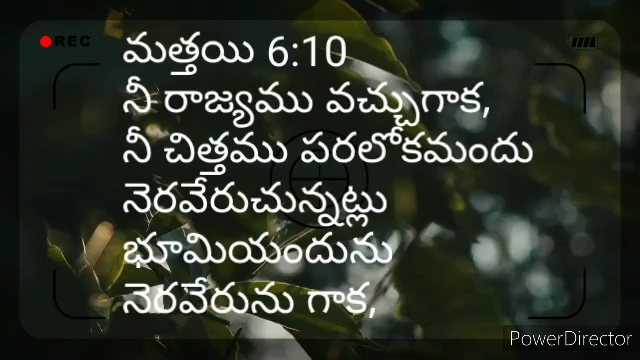 REC
మత్తయి 6:10
నీ రాజ్యము వచ్చుగాక,
నీ చిత్తము పరలోకమందు
నెరవేరుచున్నట్లు
భూమియందును
నెరవేరును గాక,
PowerDirector